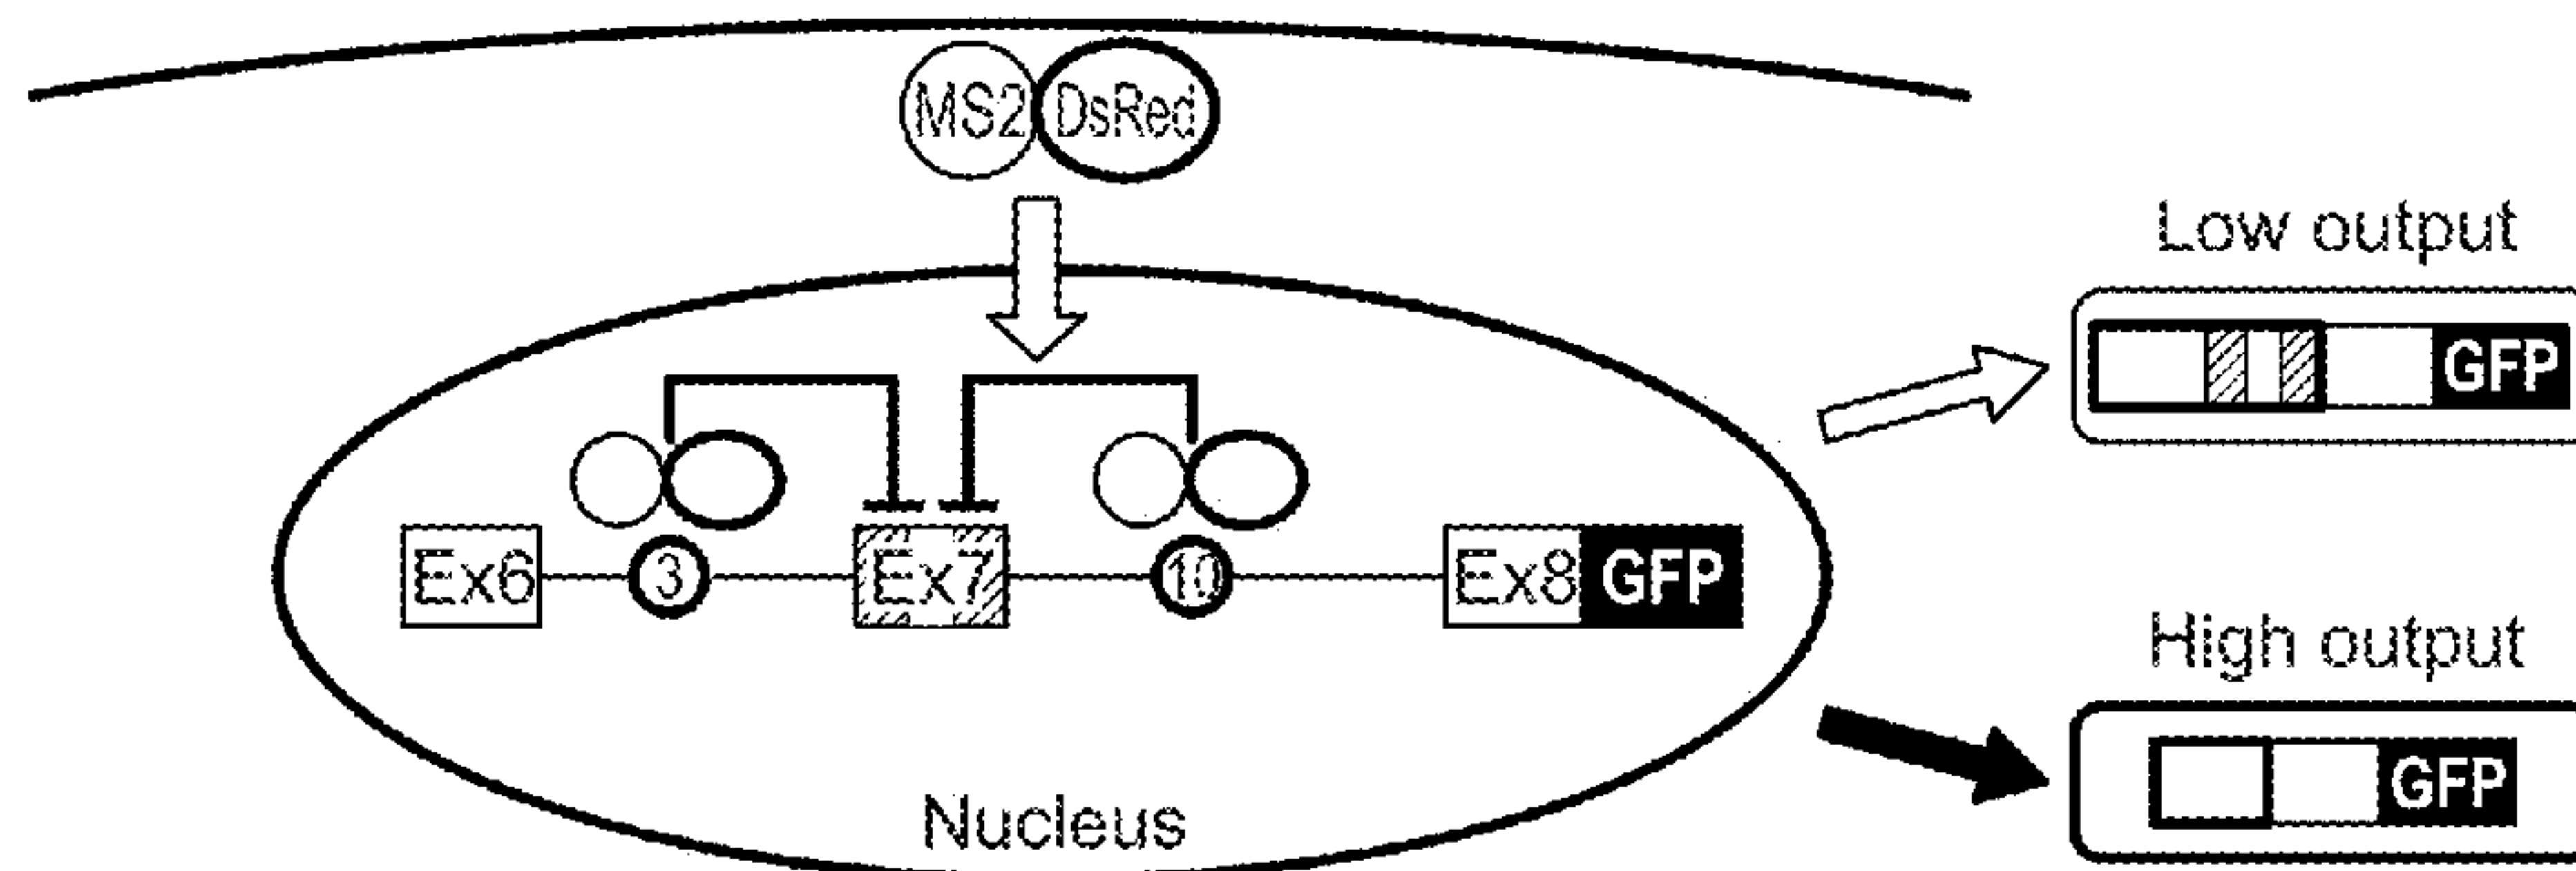 MS2 DsRed
Low output
GFP
Ex6 3 Ex7 10 Ex8 GFP
High output
GFP
Nucleus